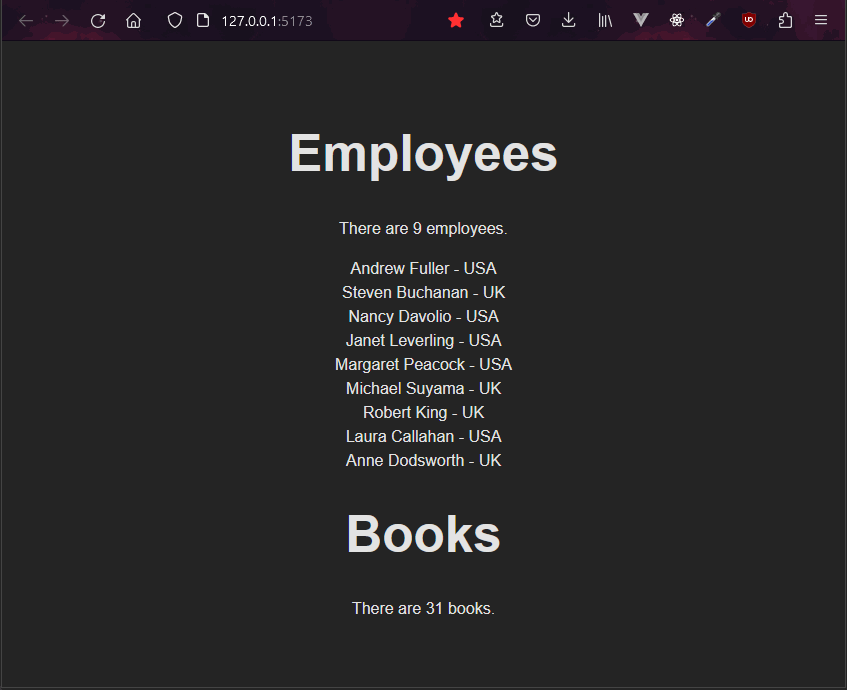 127.0.0.1:5173
Employees
There are 9 employees.
Andrew Fuller - USA
Steven Buchanan - UK
Nancy Davolio - USA
Janet Leverling - USA
Margaret Peacock - USA
Michael Suyama - UK
Robert King - UK
Laura Callahan - USA
Anne Dodsworth - UK
Books
There are 31 books.